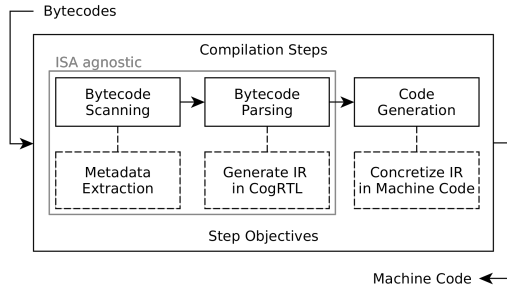 Bytecodes
Compilation Steps
ISA agnostic
Bytecode
Scanning
Bytecode
Parsing
Code
Generation
Metadata
Extraction
Generate IR
in CogRTL
Concretize IR
in Machine Code
Step Objectives
Machine Code